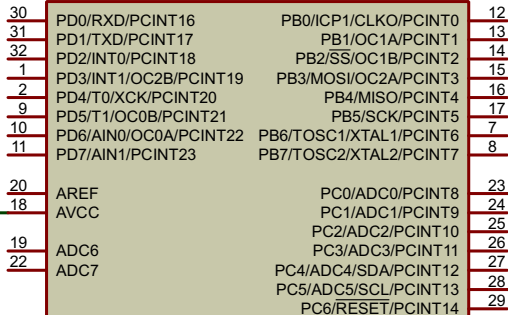 30 PD0/RXD/PCINT16 PB0/ICP1/CLKO/PCINT0 12
31 PD1/TXD/PCINT17 PB1/OC1A/PCINT1 13
32 PD2/INT0/PCINT18 PB2/SS/OC1B/PCINT2 14
1 PD3/INT1/OC2B/PCINT19 PB3/MOSI/OC2A/PCINT3 15
2 PD4/T0/XCK/PCINT20 PB4/MISO/PCINT4 16
9 PD5/T1/OC0B/PCINT21 PB5/SCK/PCINT5 17
10 PD6/AIN0/OC0A/PCINT22 PB6/TOSC1/XTAL1/PCINT6 7
11 PD7/AIN1/PCINT23 PB7/TOSC2/XTAL2/PCINT7 8
20 AREF PC0/ADC0/PCINT8 23
18 AVCC PC1/ADC1/PCINT9 24
PC2/ADC2/PCINT10 25
19 ADC6 PC3/ADC3/PCINT11 26
22 ADC7 PC4/ADC4/SDA/PCINT12 27
PC5/ADC5/SCL/PCINT13 28
PC6/RESET/PCINT14 29